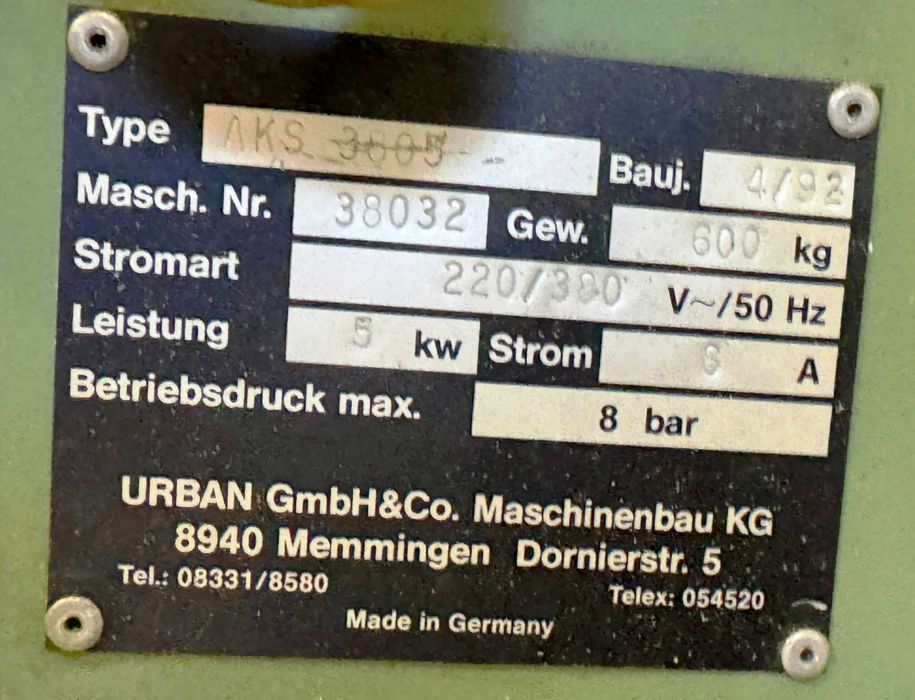 Type AKS 3805 Bauj. 4/92
Masch. Nr. 38032 Gew. 600 kg
Stromart 220/380 V~/50 Hz
Leistung 5 kw Strom 8 A
Betriebsdruck max. 8 bar
URBAN GmbH&Co. Maschinenbau KG
8940 Memmingen Dornierstr. 5
Tel.: 08331/8580 Telex: 054520
Made in Germany